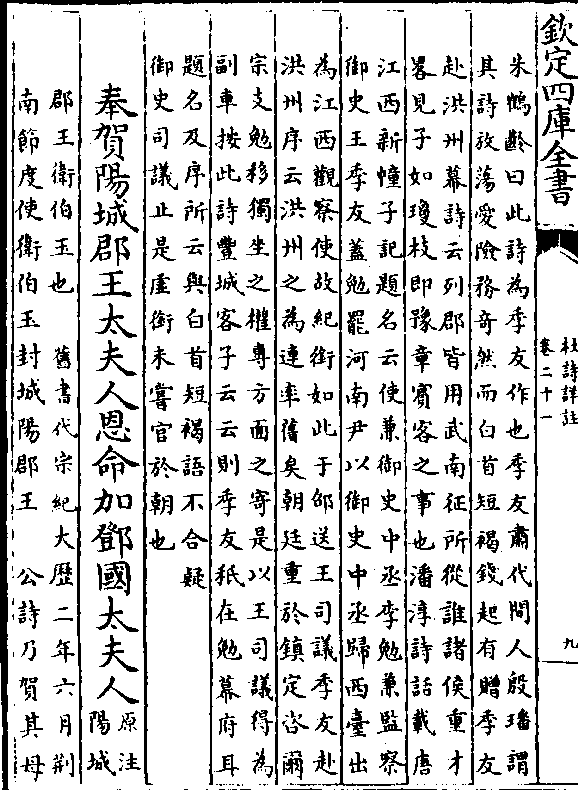 欽定四庫全書
杜詩詳註
卷二十一
九
朱鶴齡曰此詩為季友作也季友肅代間人殷璠謂
其詩放蕩愛險務奇然而白首短褐錢起有贈季友
赴洪州幕詩云列郡皆用武南征所從誰諸侯重才
畧見子如瓊枝即豫章賓客之事也潘淳詩話載唐
江西新幢子記題名云使兼御史中丞李勉兼監察
御史王季友蓋勉罷河南尹以御史中丞歸西臺出
為江西觀察使故紀銜如此于邵送王司議季友赴
洪州序云洪州之為連率舊矣朝廷重於鎮定咨爾
宗支勉移獨坐之權專方面之寄是以王司議得為
副車按此詩豐城客子云云則季友秖在勉幕府耳
題名及序所云與白首短褐語不合疑
御史司議止是虛銜未嘗官於朝也
奉賀陽城郡王太夫人恩命加鄧國太夫人原注陽城
郡王衛伯玉也　舊書代宗紀大歷二年六月荆
南節度使衛伯玉封城陽郡王　公詩乃賀其母